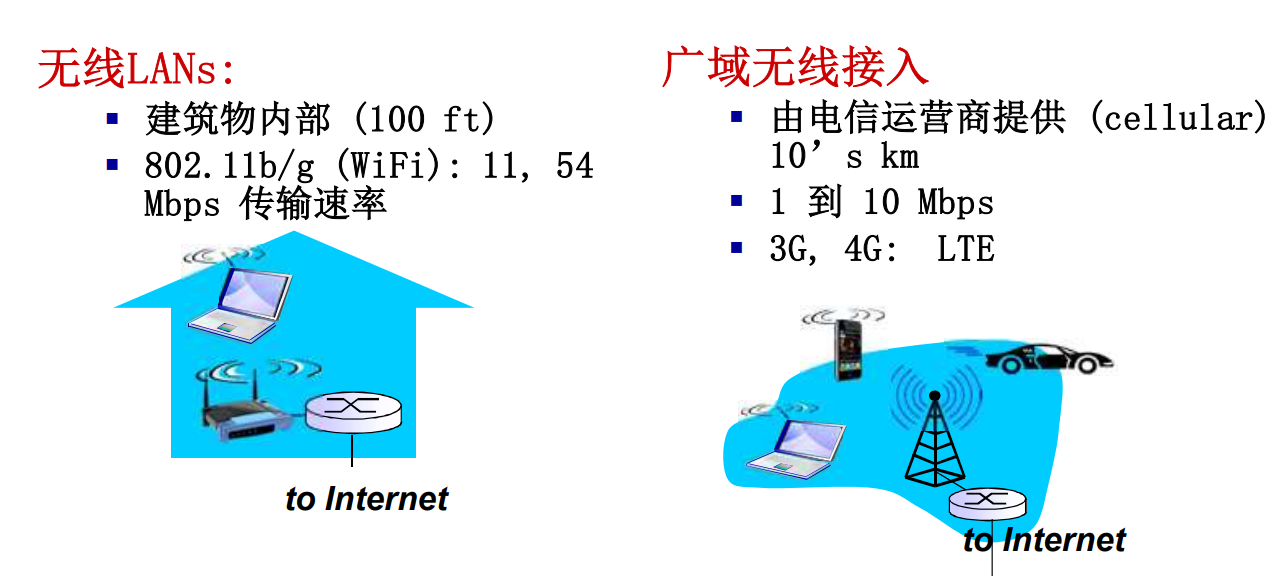 无线LANs:
建筑物内部 (100 ft)
802.11b/g (WiFi): 11, 54
Mbps 传输速率
to Internet
广域无线接入
由电信运营商提供 (cellular)
10’s km
1 到 10 Mbps
3G, 4G: LTE
to Internet